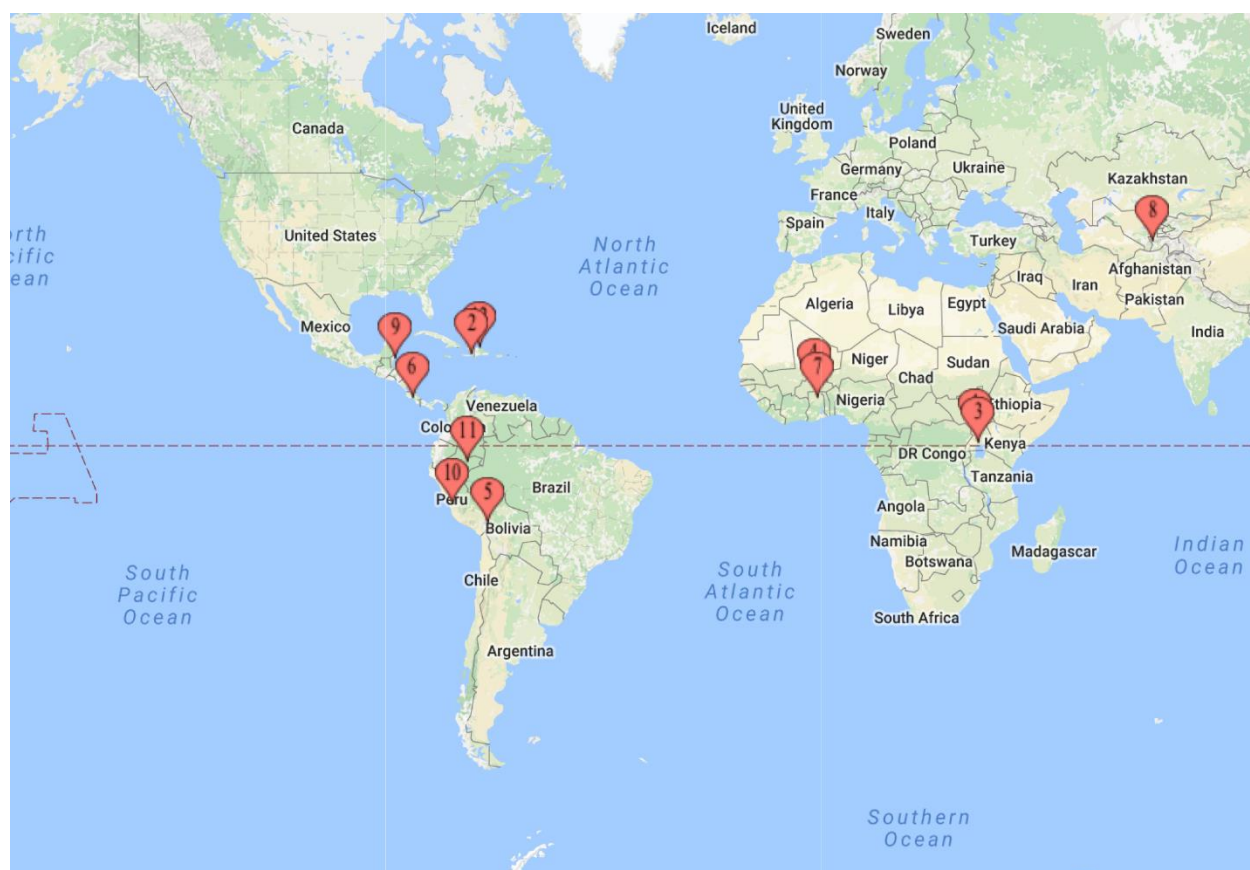 Iceland
Sweden
Norway
United
Kingdom
Canada
Poland
Germany
Ukraine
France
Kazakhstan
Italy
8
Spain
United States
Turkey
North
Atlantic
Ocean
Afghanistan
Iraq
Iran
Pakistan
Algeria
Libya
Egypt
Mexico
9
2
Saudi Arabia
India
Niger
Sudan
6
7
Chad
Venezuela
Nigeria
Ethiopia
3
11
Kenya
DR Congo
10
Tanzania
Peru
5
Brazil
Angola
Bolivia
Namibia
Madagascar
Botswana
Indian
Ocean
South
Pacific
Ocean
Chile
South
Atlantic
Ocean
South Africa
Argentina
Southern
Ocean